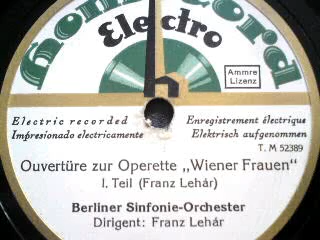 Homocord
Electro
Ammre
Lizenz
Electric recorded
Enregistrement électrique
Impresionado electricamente
Elektrisch aufgenommen
T. M 52389
Ouvertüre zur Operette „Wiener Frauen“
I. Teil (Franz Lehár)
Berliner Sinfonie-Orchester
Dirigent: Franz Lehár